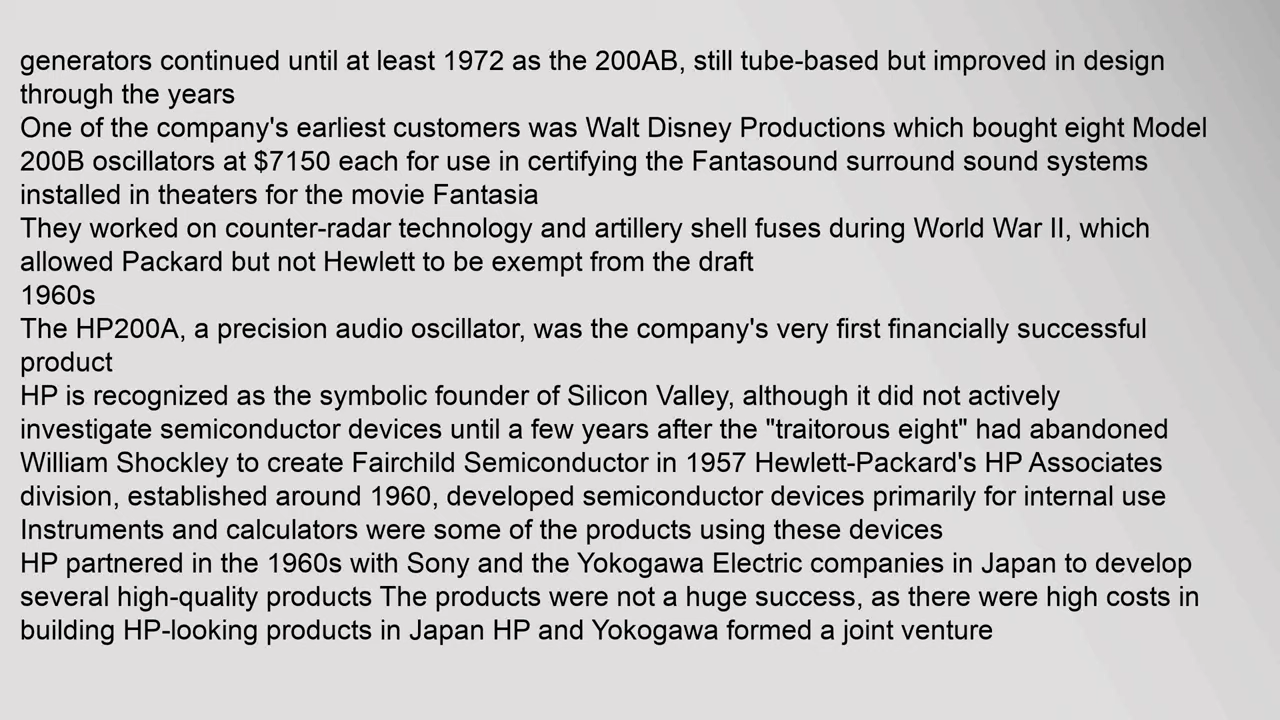 generators continued until at least 1972 as the 200AB, still tube-based but improved in design
through the years
One of the company's earliest customers was Walt Disney Productions which bought eight Model
200B oscillators at $7150 each for use in certifying the Fantasound surround sound systems
installed in theaters for the movie Fantasia
They worked on counter-radar technology and artillery shell fuses during World War II, which
allowed Packard but not Hewlett to be exempt from the draft
1960s
The HP200A, a precision audio oscillator, was the company's very first financially successful
product
HP is recognized as the symbolic founder of Silicon Valley, although it did not actively
investigate semiconductor devices until a few years after the "traitorous eight" had abandoned
William Shockley to create Fairchild Semiconductor in 1957 Hewlett-Packard's HP Associates
division, established around 1960, developed semiconductor devices primarily for internal use
Instruments and calculators were some of the products using these devices
HP partnered in the 1960s with Sony and the Yokogawa Electric companies in Japan to develop
several high-quality products The products were not a huge success, as there were high costs in
building HP-looking products in Japan HP and Yokogawa formed a joint venture